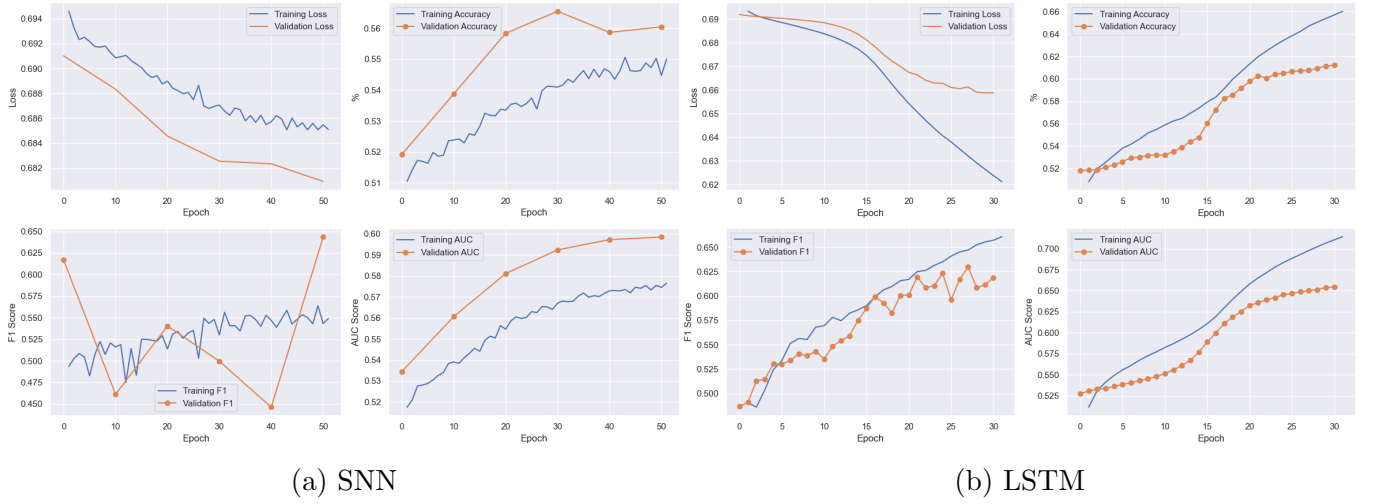 0.694
0.692
0.690
0.688
0.686
0.684
0.682
Loss
Training Loss
Validation Loss
0 10 20 30 40 50
Epoch
0.56
0.55
0.54
0.53
0.52
0.51
%
Training Accuracy
Validation Accuracy
0 10 20 30 40 50
Epoch
0.69
0.68
0.67
0.66
0.65
0.64
0.63
0.62
Loss
Training Loss
Validation Loss
0 5 10 15 20 25 30
Epoch
0.66
0.64
0.62
0.60
0.58
0.56
0.54
0.52
%
Training Accuracy
Validation Accuracy
0 5 10 15 20 25 30
Epoch
0.650
0.625
0.600
0.575
0.550
0.525
0.500
0.475
0.450
F1 Score
Training F1
Validation F1
0 10 20 30 40 50
Epoch
0.60
0.59
0.58
0.57
0.56
0.55
0.54
0.53
0.52
AUC Score
Training AUC
Validation AUC
0 10 20 30 40 50
Epoch
0.650
0.625
0.600
0.575
0.550
0.525
0.500
F1 Score
Training F1
Validation F1
0 5 10 15 20 25 30
Epoch
0.700
0.675
0.650
0.625
0.600
0.575
0.550
0.525
AUC Score
Training AUC
Validation AUC
0 5 10 15 20 25 30
Epoch
(a) SNN
(b) LSTM